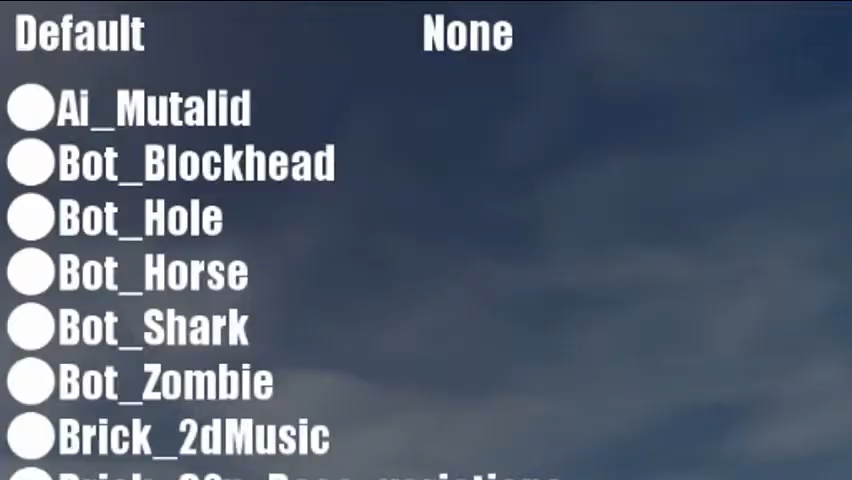 Default None
Ai_Mutalid
Bot_Blockhead
Bot_Hole
Bot_Horse
Bot_Shark
Bot_Zombie
Brick_2dMusic